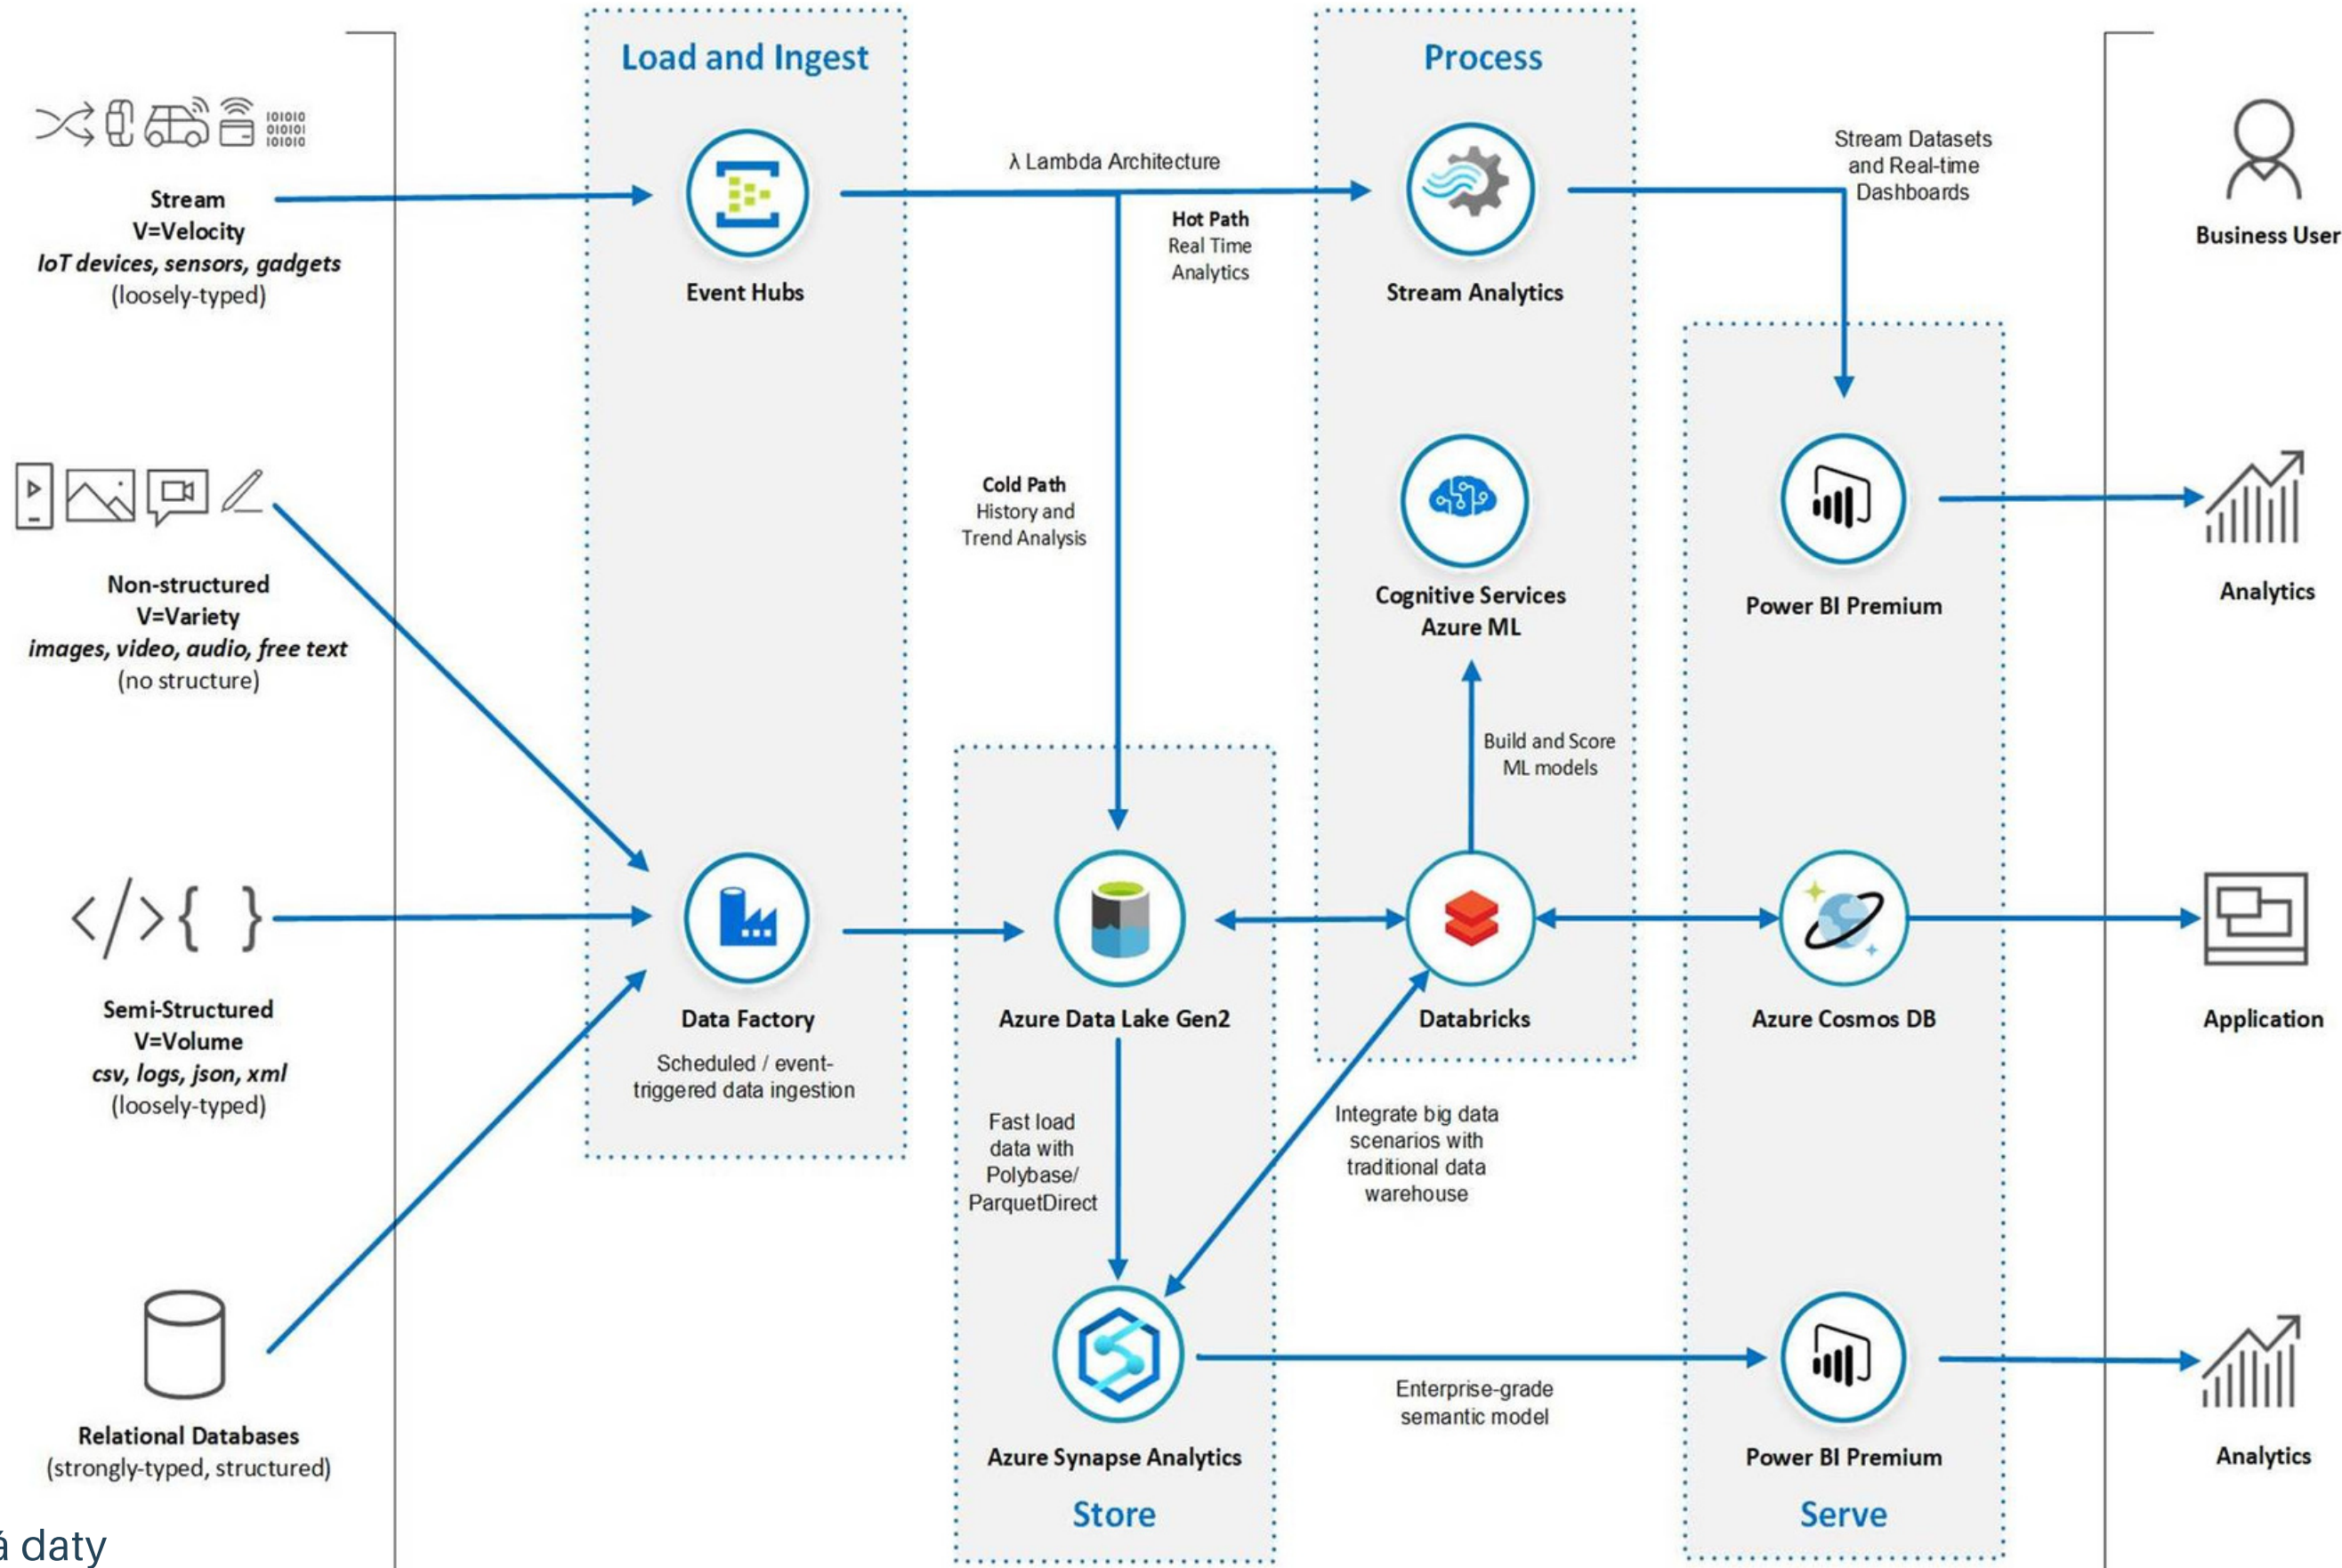 Load and Ingest
Process
10101C
010101
101010
Stream
V=Velocity
IoT devices, sensors, gadgets
(loosely-typed)
Event Hubs
λ Lambda Architecture
Hot Path
Real Time
Analytics
Stream Analytics
Stream Datasets
and Real-time
Dashboards
Business User
Non-structured
V=Variety
images, video, audio, free text
(no structure)
Cold Path
History and
Trend Analysis
Cognitive Services
Azure ML
Power BI Premium
Analytics
Build and Score
ML models
</> { }
Semi-Structured
V=Volume
csv, logs, json, xml
(loosely-typed)
Data Factory
Scheduled / event-
triggered data ingestion
Azure Data Lake Gen2
Databricks
Azure Cosmos DB
Application
Fast load
data with
Polybase/
ParquetDirect
Integrate big data
scenarios with
traditional data
warehouse
Relational Databases
(strongly-typed, structured)
Azure Synapse Analytics
Enterprise-grade
semantic model
Power BI Premium
Analytics
Store
Serve
á daty